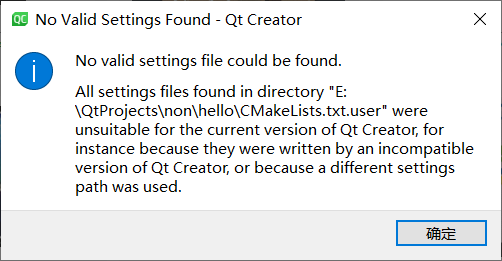 QC No Valid Settings Found - Qt Creator
No valid settings file could be found.
All settings files found in directory "E:
\QtProjects\non\hello\CMakeLists.txt.user" were
unsuitable for the current version of Qt Creator, for
instance because they were written by an incompatible
version of Qt Creator, or because a different settings
path was used.
确定